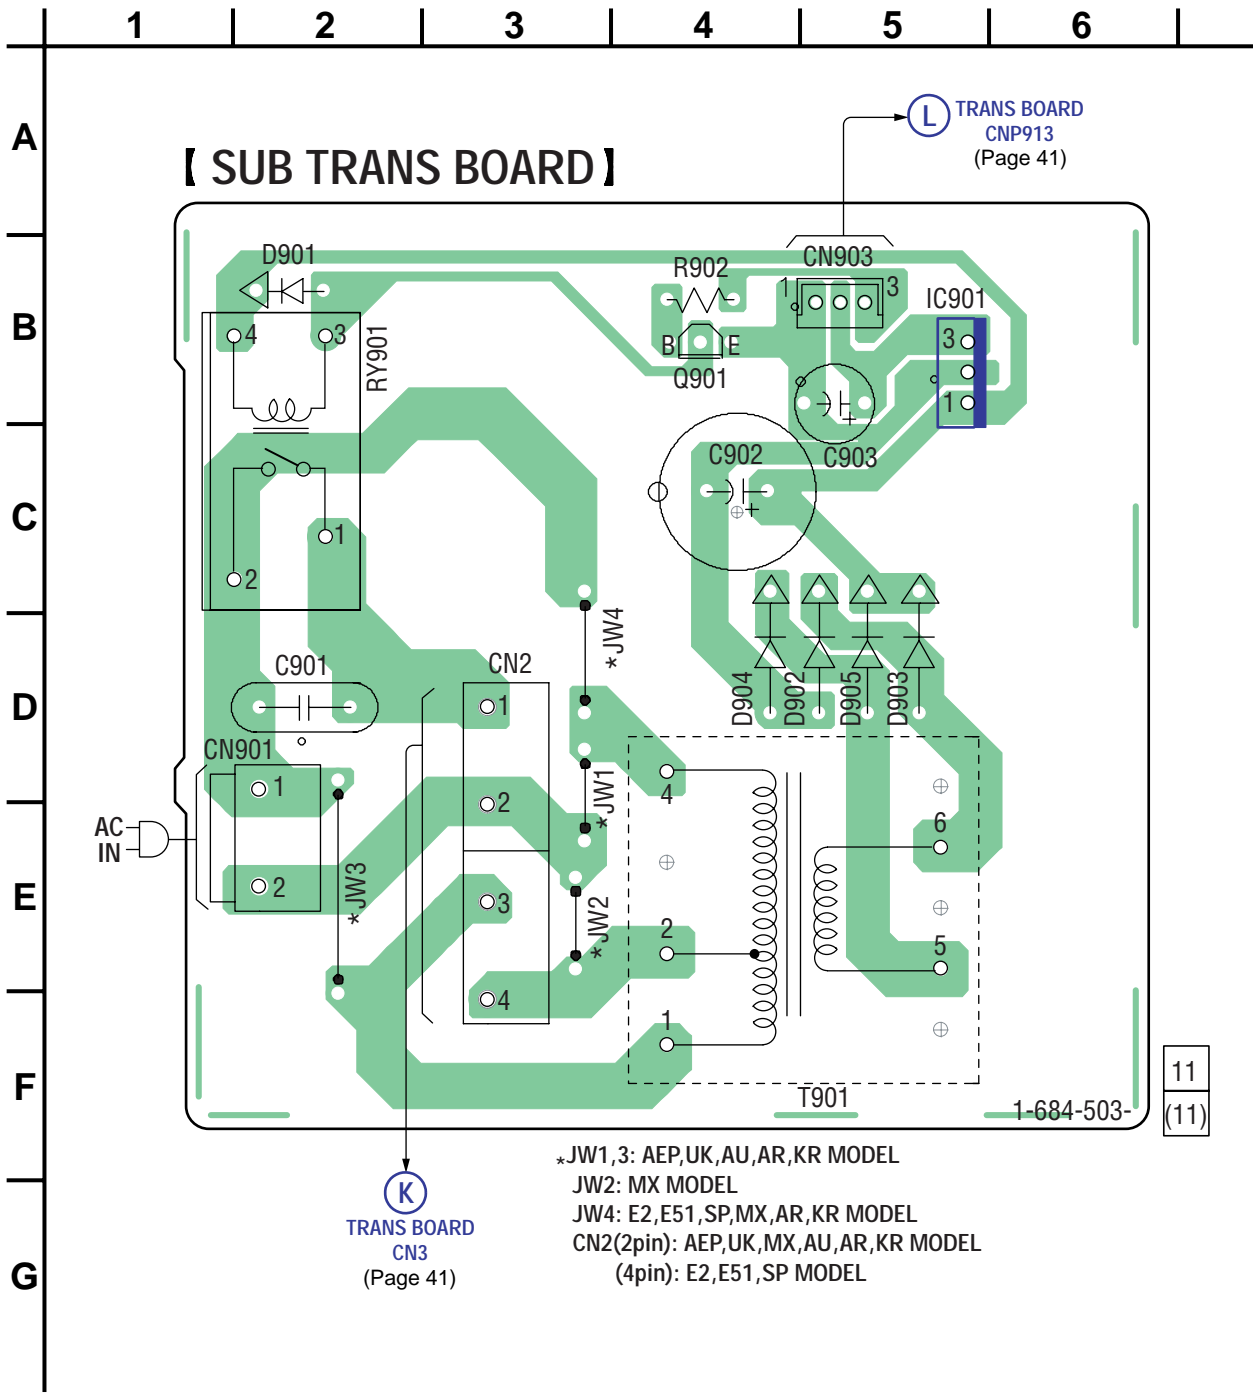 1 2 3 4 5 6
A
L TRANS BOARD
CNP913
(Page 41)
【 SUB TRANS BOARD】
D901
R902
CN903
1 3
IC901
B
4 3
RY901
B E
Q901
3
1
+
C902
C903
+
C
1
2
*JW4
C901
CN2
D
1
D904
D902
D905
D903
CN901
1
4
*JW1
2
AC
IN
6
*JW3
E
2
3
*JW2
2
5
4
1
F
T901
1-684-503-
11
(11)
*JW1,3: AEP,UK,AU,AR,KR MODEL
K
JW2: MX MODEL
JW4: E2,E51,SP,MX,AR,KR MODEL
TRANS BOARD
CN3
(Page 41)
CN2(2pin): AEP,UK,MX,AU,AR,KR MODEL
(4pin): E2,E51,SP MODEL
G